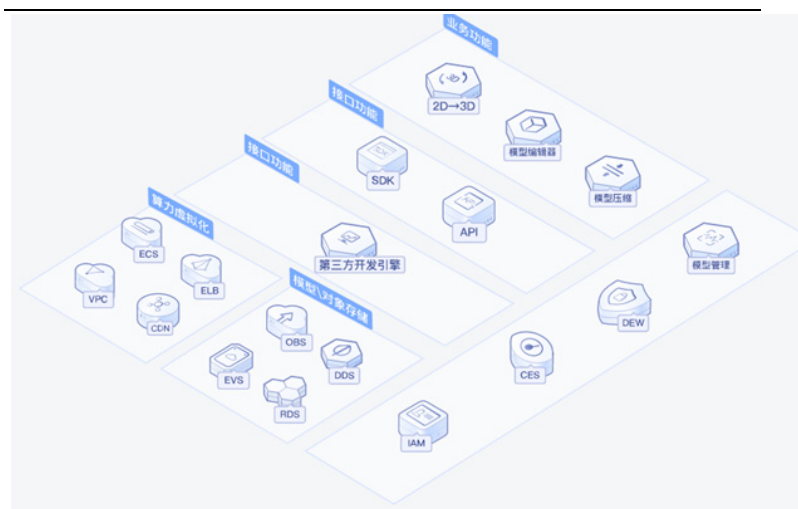 业务功能
2D→3D
模型编辑器
模型压缩
接口功能
SDK
API
接口功能
第三方开发引擎
算力虚拟化
ECS
VPC
ELB
CDN
模型\对象存储
OBS
EVS
DDS
RDS
模型管理
DEW
CES
IAM